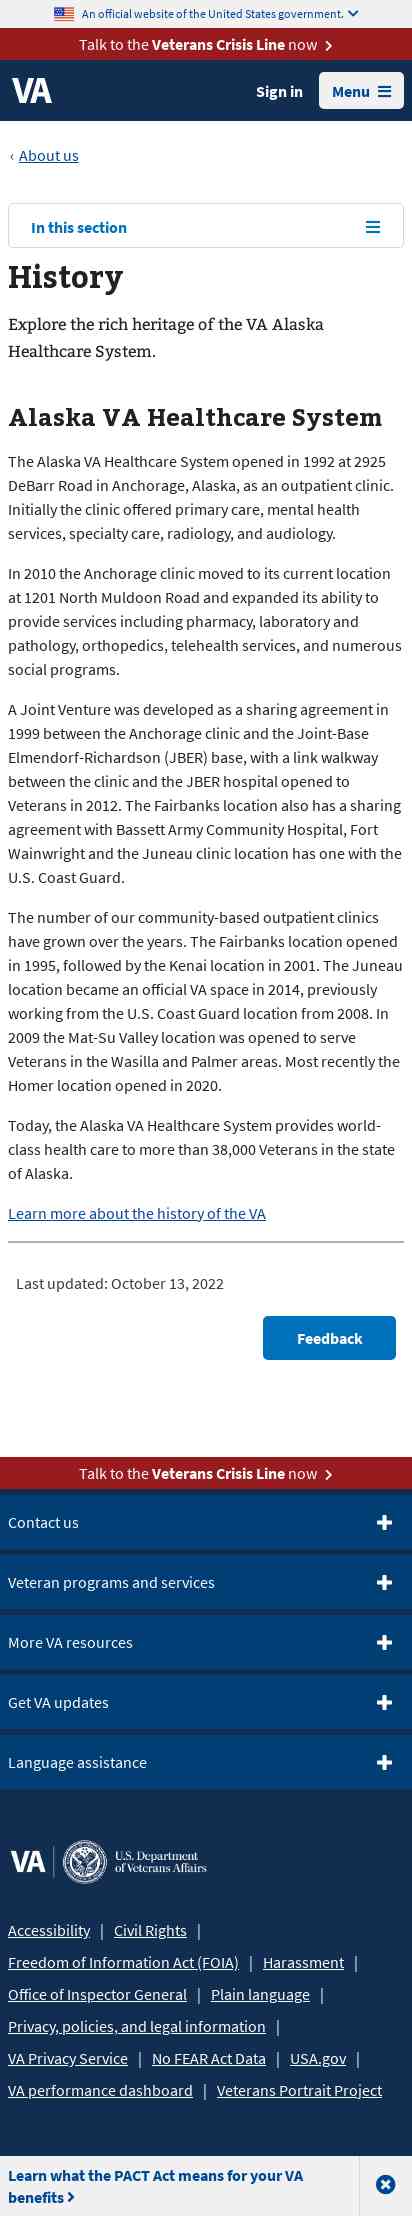 An official website of the United States government.
Talk to the Veterans Crisis Line now
VA
Sign in
Menu
‹ About us
In this section
History
Explore the rich heritage of the VA Alaska
Healthcare System.
Alaska VA Healthcare System
The Alaska VA Healthcare System opened in 1992 at 2925
DeBarr Road in Anchorage, Alaska, as an outpatient clinic.
Initially the clinic offered primary care, mental health
services, specialty care, radiology, and audiology.
In 2010 the Anchorage clinic moved to its current location
at 1201 North Muldoon Road and expanded its ability to
provide services including pharmacy, laboratory and
pathology, orthopedics, telehealth services, and numerous
social programs.
A Joint Venture was developed as a sharing agreement in
1999 between the Anchorage clinic and the Joint-Base
Elmendorf-Richardson (JBER) base, with a link walkway
between the clinic and the JBER hospital opened to
Veterans in 2012. The Fairbanks location also has a sharing
agreement with Bassett Army Community Hospital, Fort
Wainwright and the Juneau clinic location has one with the
U.S. Coast Guard.
The number of our community-based outpatient clinics
have grown over the years. The Fairbanks location opened
in 1995, followed by the Kenai location in 2001. The Juneau
location became an official VA space in 2014, previously
working from the U.S. Coast Guard location from 2008. In
2009 the Mat-Su Valley location was opened to serve
Veterans in the Wasilla and Palmer areas. Most recently the
Homer location opened in 2020.
Today, the Alaska VA Healthcare System provides world-
class health care to more than 38,000 Veterans in the state
of Alaska.
Learn more about the history of the VA
Last updated: October 13, 2022
Feedback
Talk to the Veterans Crisis Line now
Contact us
Veteran programs and services
More VA resources
Get VA updates
Language assistance
VA
U.S. Department
of Veterans Affairs
Accessibility | Civil Rights |
Freedom of Information Act (FOIA) | Harassment |
Office of Inspector General | Plain language |
Privacy, policies, and legal information |
VA Privacy Service | No FEAR Act Data | USA.gov |
VA performance dashboard | Veterans Portrait Project
Learn what the PACT Act means for your VA
benefits